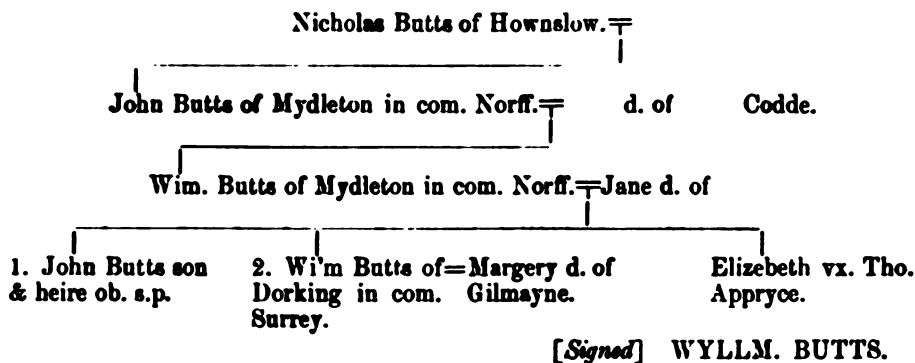 Nicholas Butts of Hownslow.
John Butts of Mydleton in com. Norff. = d. of Codde.
Wim. Butts of Mydleton in com. Norff. = Jane d. of
1. John Butts son & heire ob. s.p.
2. Wi'm Butts of Dorking in com. Surrey. = Margery d. of Gilmayne.
Elizebeth vx. Tho. Appryce.
[Signed] WYLLM. BUTTS.